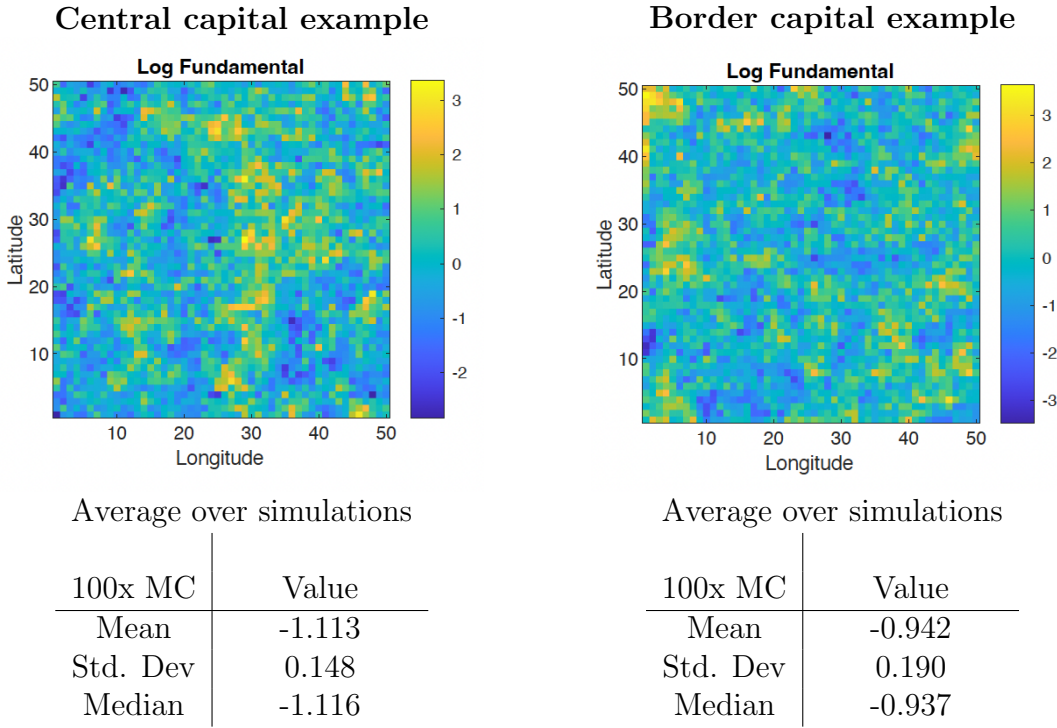 Central capital example
Log Fundamental
50
40
30
20
10
Latitude
10 20 30 40 50
Longitude
3
2
1
0
-1
-2
Average over simulations
100x MC Value
Mean -1.113
Std. Dev 0.148
Median -1.116
Border capital example
Log Fundamental
50
40
30
20
10
Latitude
10 20 30 40 50
Longitude
3
2
1
0
-1
-2
-3
Average over simulations
100x MC Value
Mean -0.942
Std. Dev 0.190
Median -0.937